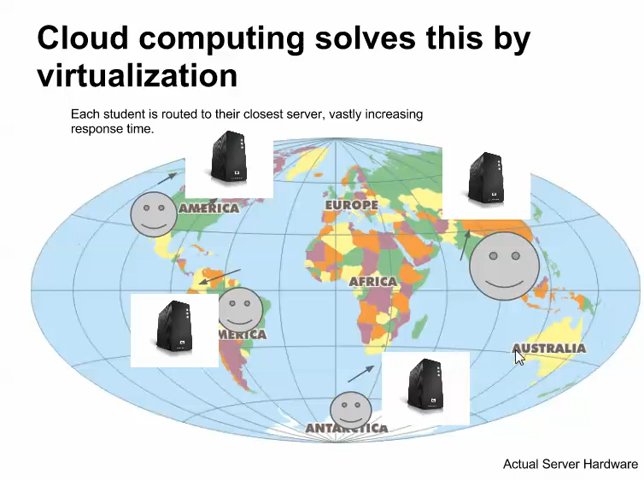 Cloud computing solves this by
virtualization
Each student is routed to their closest server, vastly increasing
response time.
AMERICA
EUROPE
AFRICA
MERICA
AUSTRALIA
ANTARCTICA
Actual Server Hardware